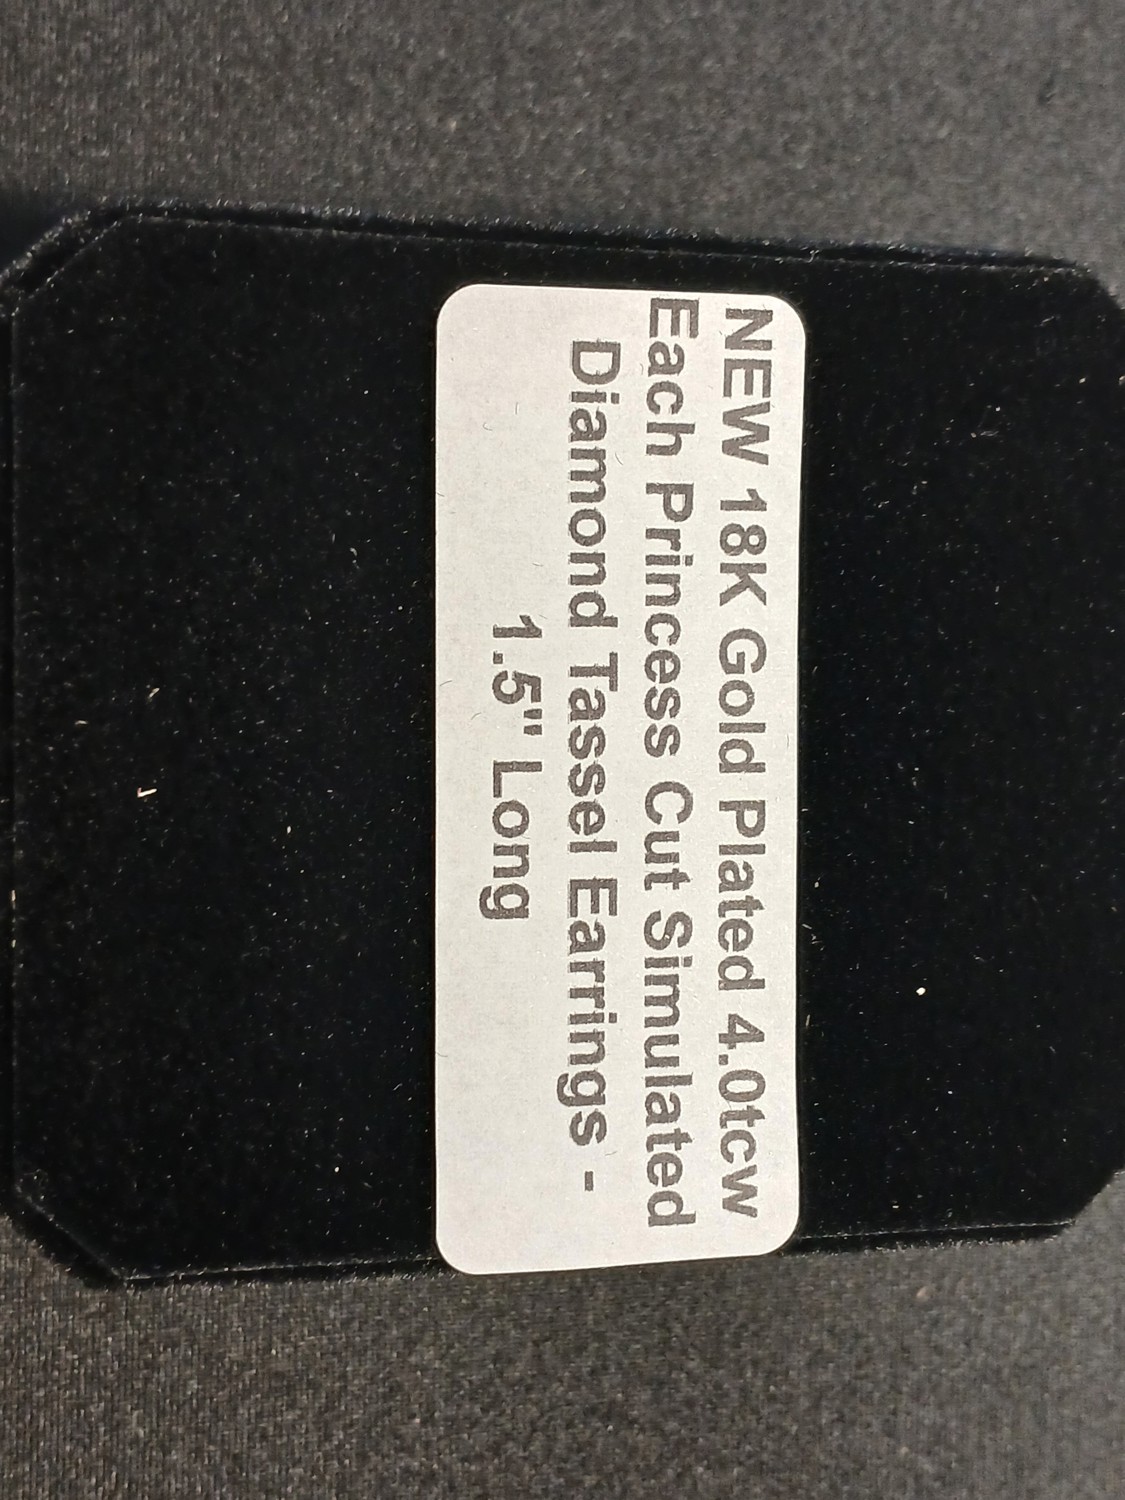 NEW 18K Gold Plated 4.0tcw
Each Princess Cut Simulated
Diamond Tassel Earrings -
1.5" Long